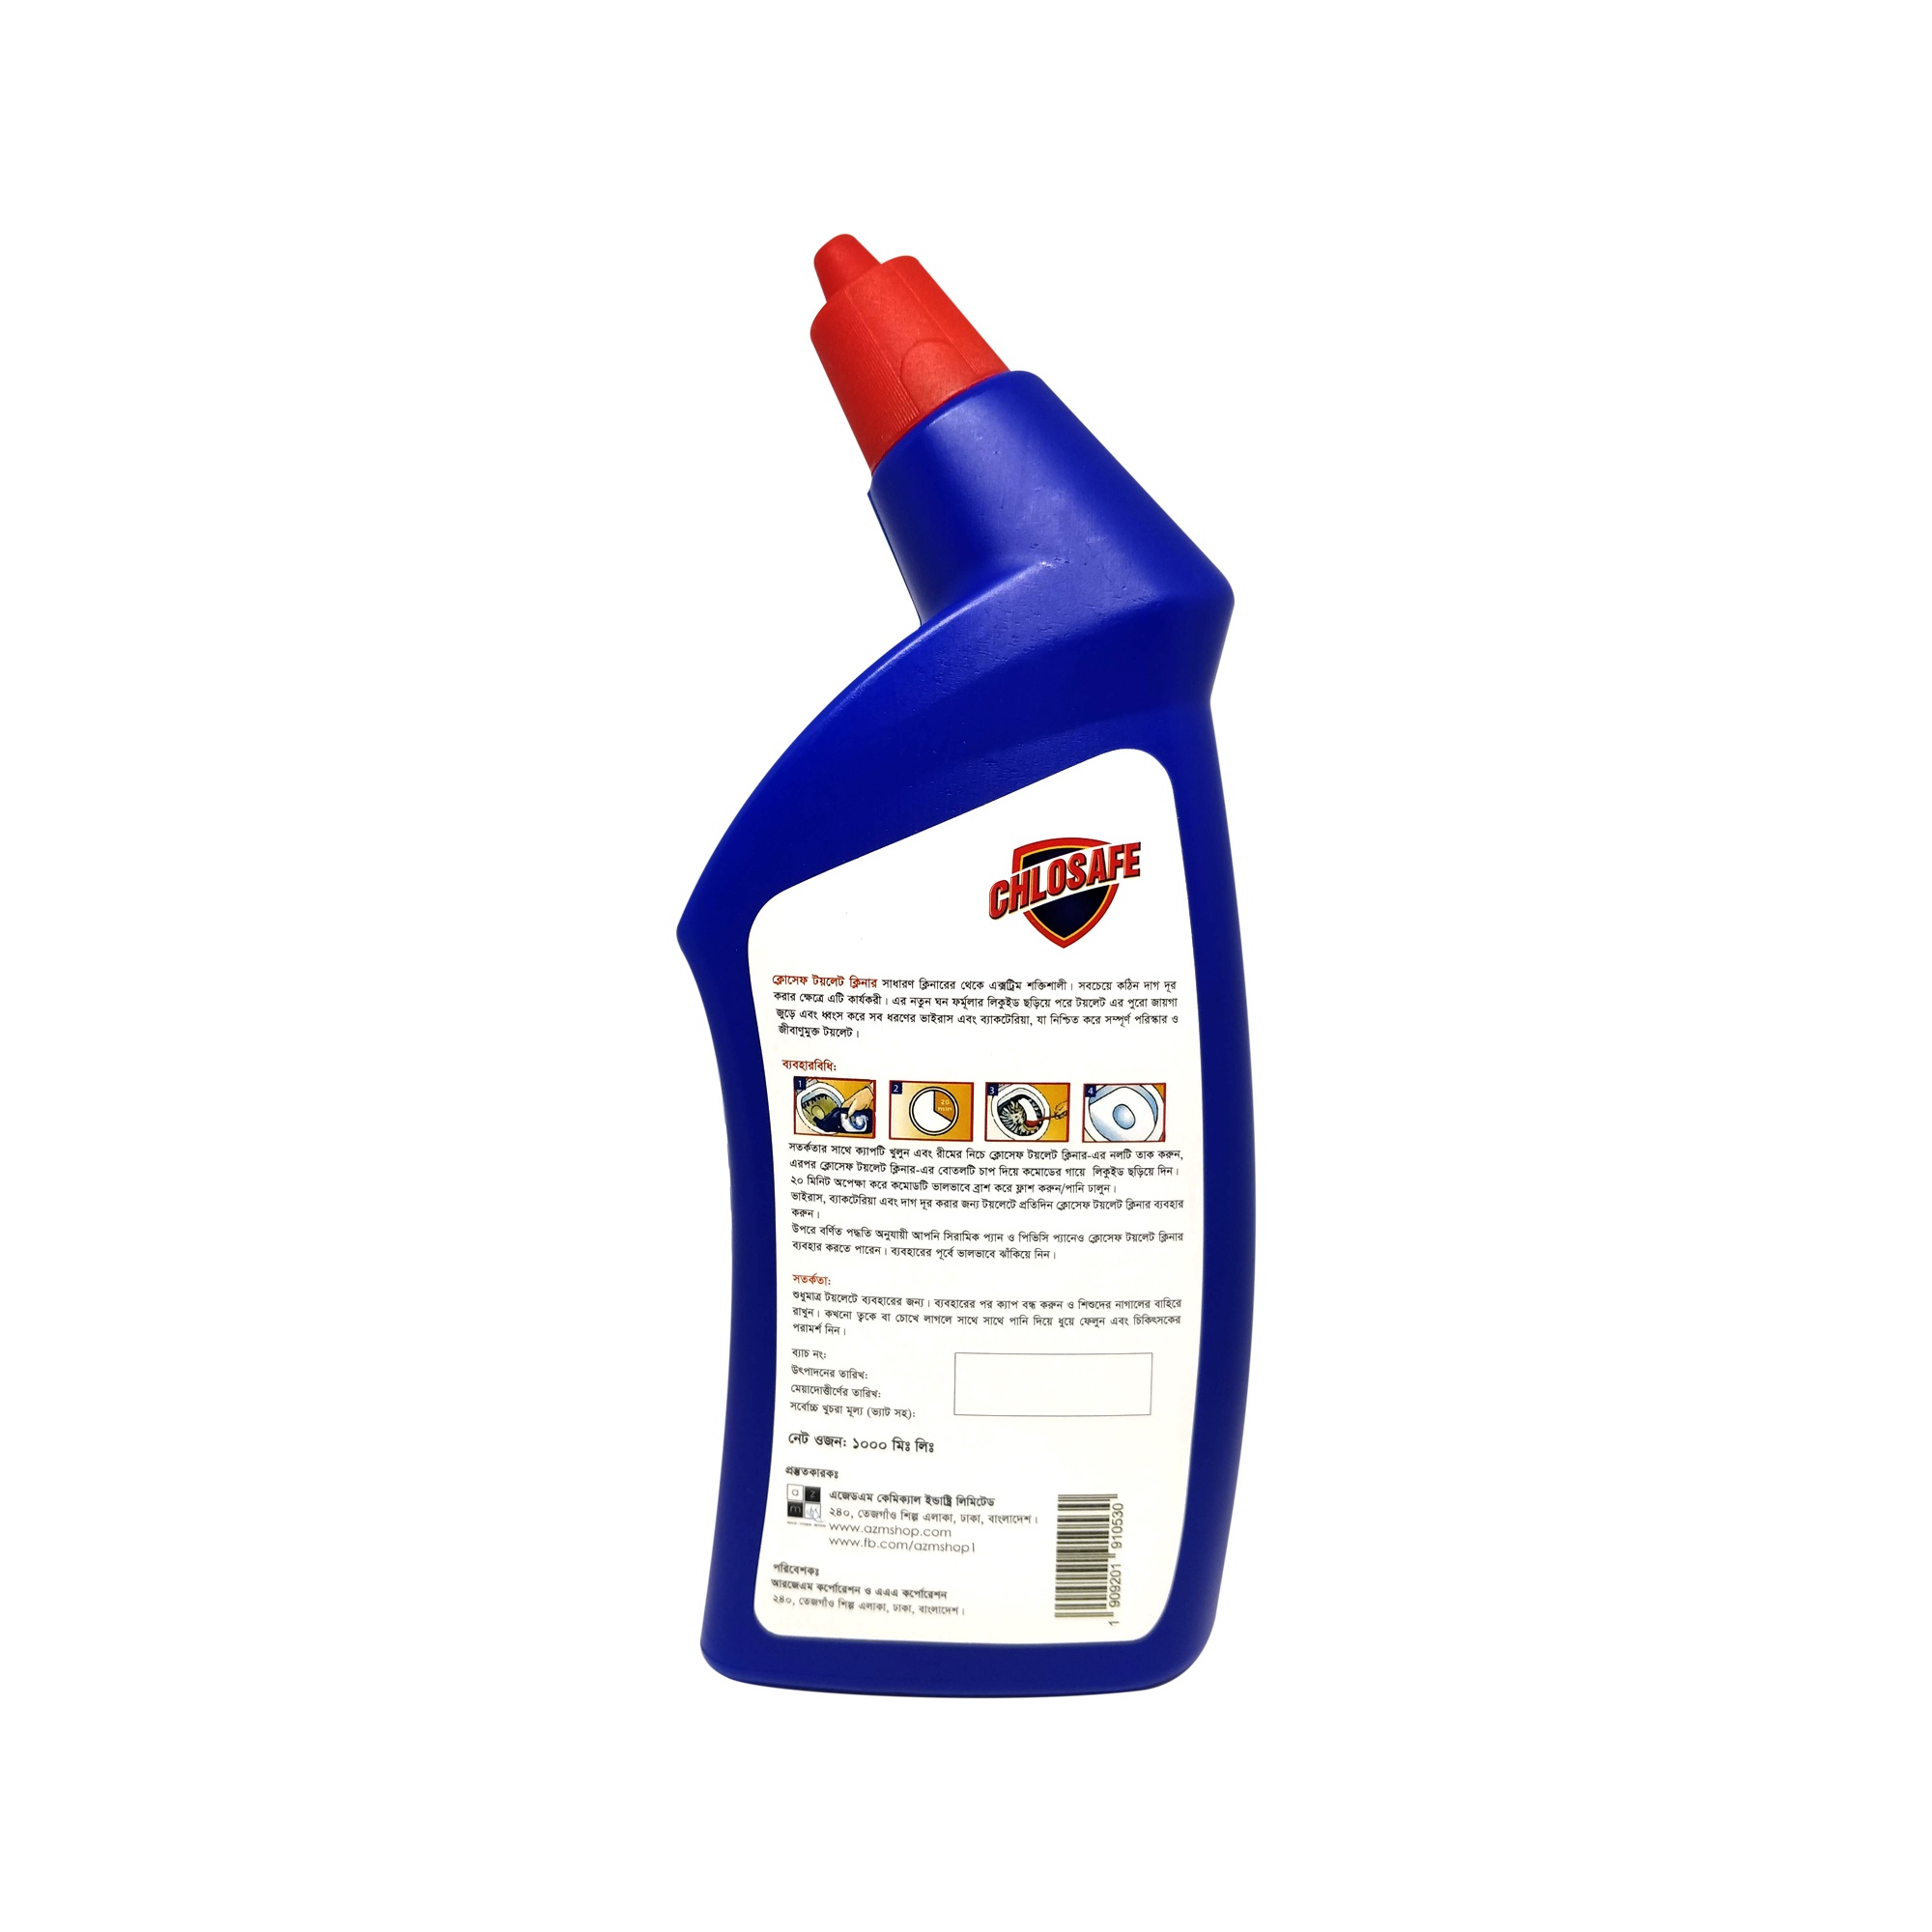 CHLOSAFE
ক্লোসেফ টয়লেট ক্লিনার সাধারণ ক্লিনারের থেকে এক্সট্রিম শক্তিশালী। সবচেয়ে কঠিন দাগ দূর
করার ক্ষেত্রে এটি কার্যকরী। এর নতুন ঘন ফর্মূলার লিকুইড ছড়িয়ে পরে টয়লেট এর পুরো জায়গা
জুড়ে এবং ধ্বংস করে সব ধরণের ভাইরাস এবং ব্যাকটেরিয়া, যা নিশ্চিত করে সম্পূর্ণ পরিস্কার ও
জীবাণুমুক্ত টয়লেট।
ব্যবহারবিধি:
1 2 3 4
20
min
সতর্কতার সাথে ক্যাপটি খুলুন এবং রীমের নিচে ক্লোসেফ টয়লেট ক্লিনার-এর নলটি তাক করুন,
এরপর ক্লোসেফ টয়লেট ক্লিনার-এর বোতলটি চাপ দিয়ে কমোডের গায়ে লিকুইড ছড়িয়ে দিন।
২০ মিনিট অপেক্ষা করে কমোডটি ভালভাবে ব্রাশ করে ফ্লাশ করুন/পানি ঢালুন।
ভাইরাস, ব্যাকটেরিয়া এবং দাগ দূর করার জন্য টয়লেটে প্রতিদিন ক্লোসেফ টয়লেট ক্লিনার ব্যবহার
করুন।
উপরে বর্ণিত পদ্ধতি অনুযায়ী আপনি সিরামিক প্যান ও পিভিসি প্যানেও ক্লোসেফ টয়লেট ক্লিনার
ব্যবহার করতে পারেন। ব্যবহারের পূর্বে ভালভাবে ঝাঁকিয়ে নিন।
সতর্কতা:
শুধুমাত্র টয়লেটে ব্যবহারের জন্য। ব্যবহারের পর ক্যাপ বন্ধ করুন ও শিশুদের নাগালের বাহিরে
রাখুন। কখনো ত্বকে বা চোখে লাগলে সাথে সাথে পানি দিয়ে ধুয়ে ফেলুন এবং চিকিৎসকের
পরামর্শ নিন।
ব্যাচ নং:
উৎপাদনের তারিখ:
মেয়াদোত্তীর্ণের তারিখ:
সর্বোচ্চ খুচরা মূল্য (ভ্যাট সহ):
নেট ওজন: ১০০০ মিঃ লিঃ
প্রস্তুতকারকঃ
a z
m
এজেডএম কেমিক্যাল ইন্ডাষ্ট্রি লিমিটেড
২৪০, তেজগাঁও শিল্প এলাকা, ঢাকা, বাংলাদেশ।
www.azmshop.com
www.fb.com/azmshop1
পরিবেশকঃ
আরজেএম কর্পোরেশন ও এএএ কর্পোরেশন
২৪০, তেজগাঁও শিল্প এলাকা, ঢাকা, বাংলাদেশ।
1 909201 910530